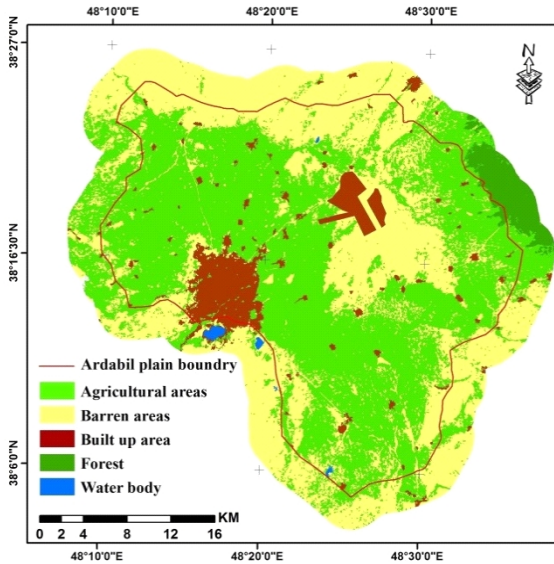 48°10'0"E 48°20'0"E 48°30'0"E
38°27'0"N
N
38°16'30"N
38°6'0"N
Ardabil plain boundry
Agricultural areas
Barren areas
Built up area
Forest
Water body
KM
0 2 4 8 12 16
48°10'0"E 48°20'0"E 48°30'0"E